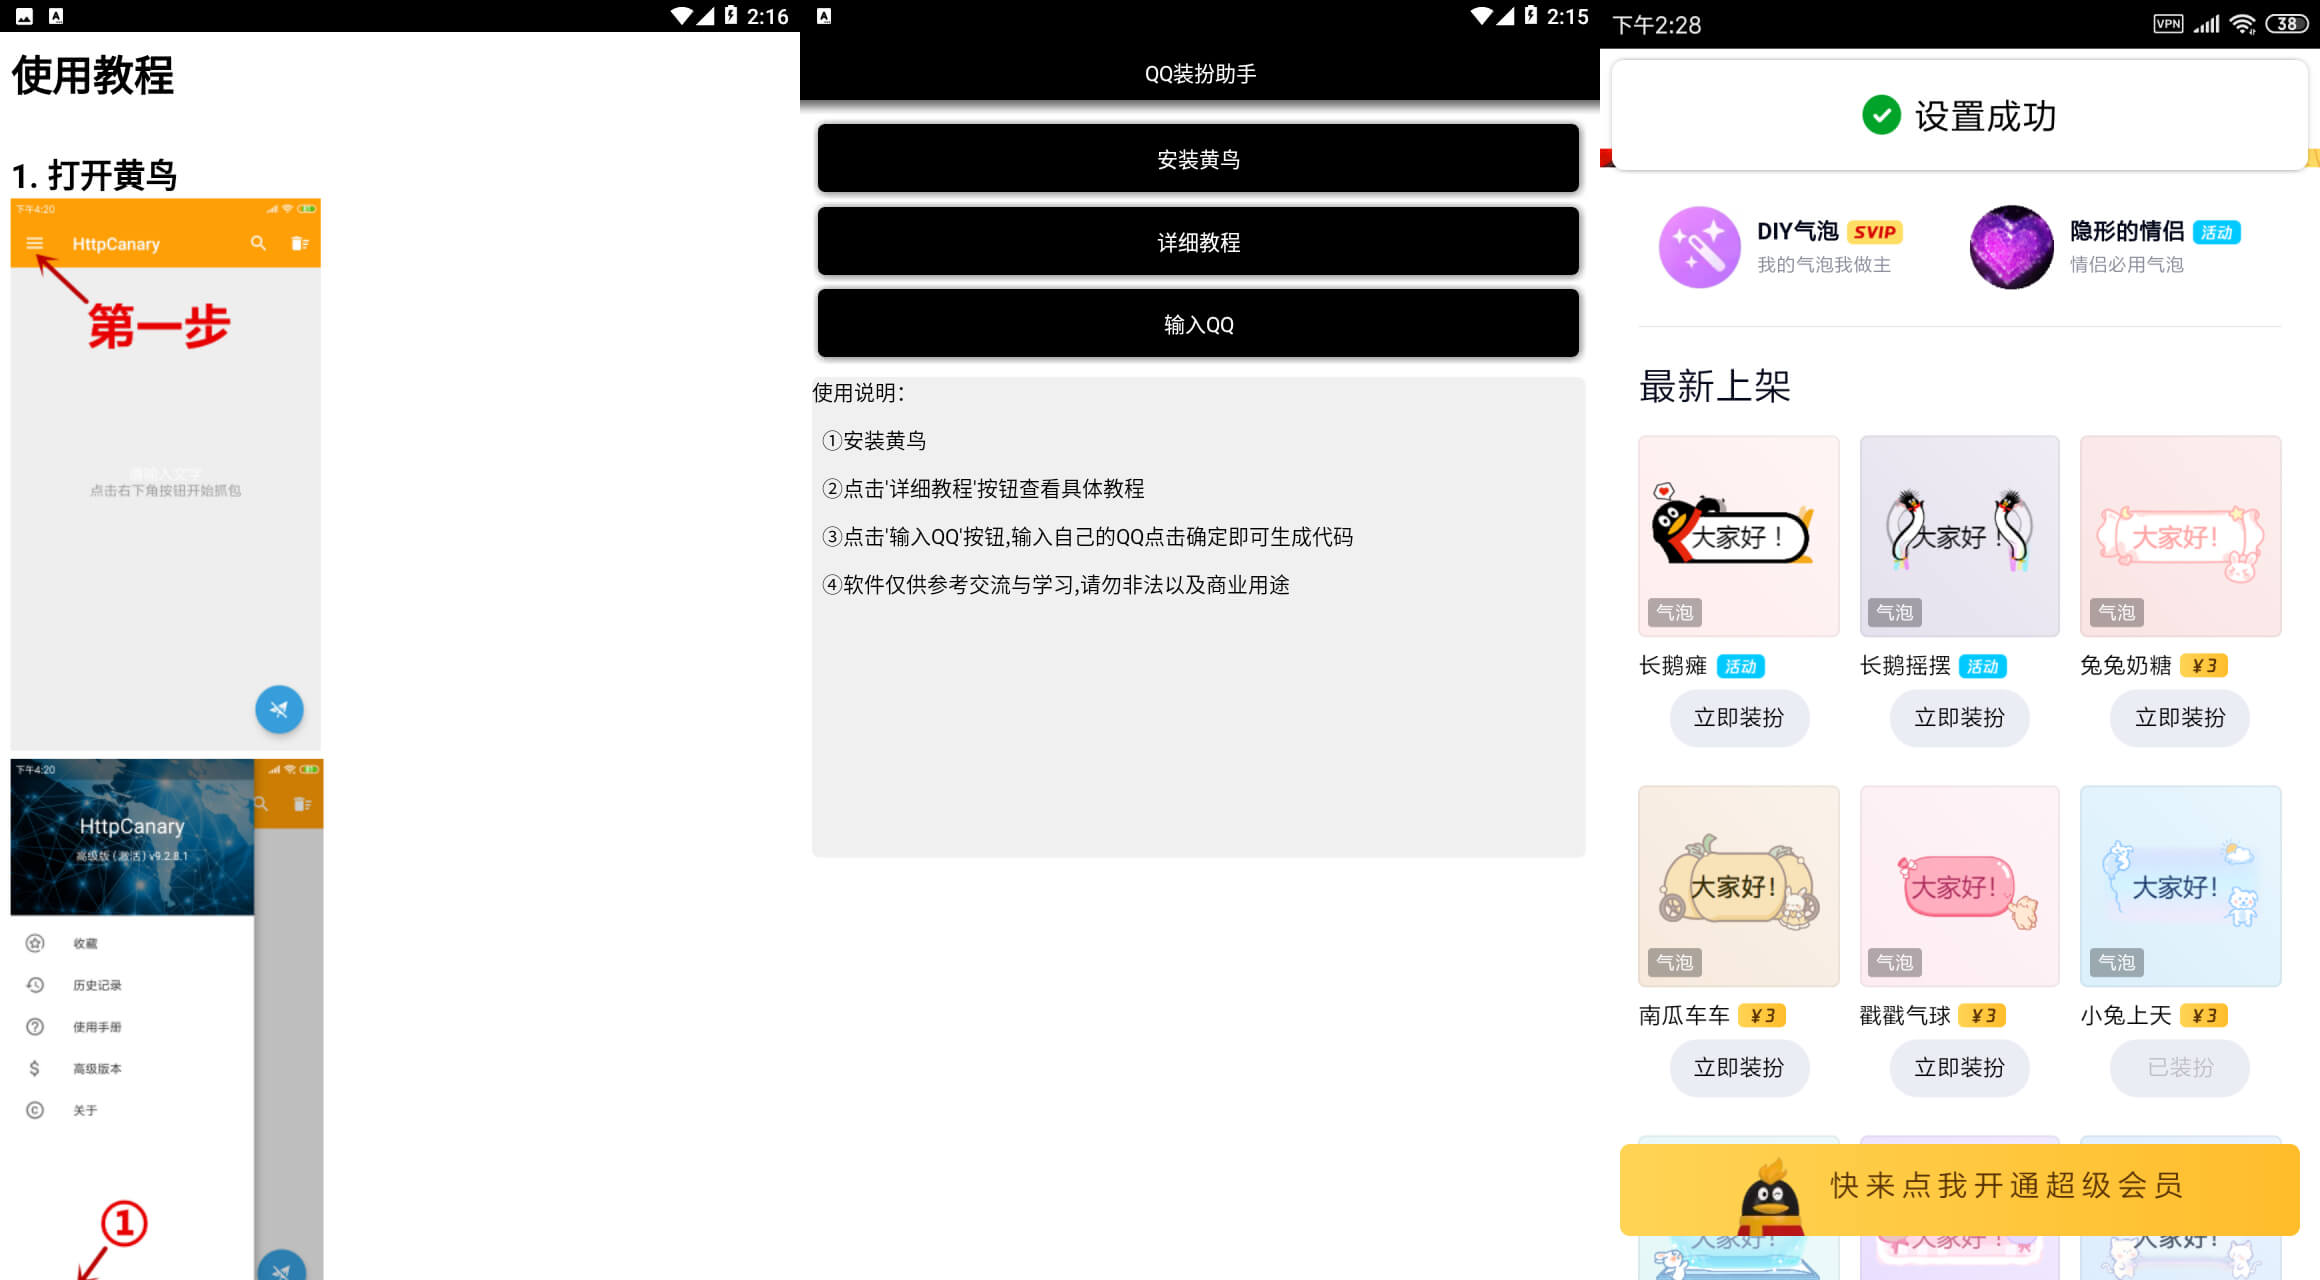 2:16
使用教程
1. 打开黄鸟
下午4:20
HttpCanary
第一步
请输入文字
点击右下角按钮开始抓包
下午4:20
HttpCanary
高级版 (激活) v9.2.8.1
收藏
历史记录
使用手册
高级版本
关于
①
2:15
QQ装扮助手
安装黄鸟
详细教程
输入QQ
使用说明：
①安装黄鸟
②点击'详细教程'按钮查看具体教程
③点击'输入QQ'按钮,输入自己的QQ点击确定即可生成代码
④软件仅供参考交流与学习,请勿非法以及商业用途
下午2:28
VPN
38
设置成功
DIY气泡 SVIP
我的气泡我做主
隐形的情侣 活动
情侣必用气泡
最新上架
大家好！
大家好！
大家好！
气泡
气泡
气泡
长鹅瘫 活动
长鹅摇摆 活动
兔兔奶糖 ¥3
立即装扮
立即装扮
立即装扮
大家好！
大家好！
大家好！
气泡
气泡
气泡
南瓜车车 ¥3
戳戳气球 ¥3
小兔上天 ¥3
立即装扮
立即装扮
已装扮
快来点我开通超级会员
大家好！
大家好！
大家好！